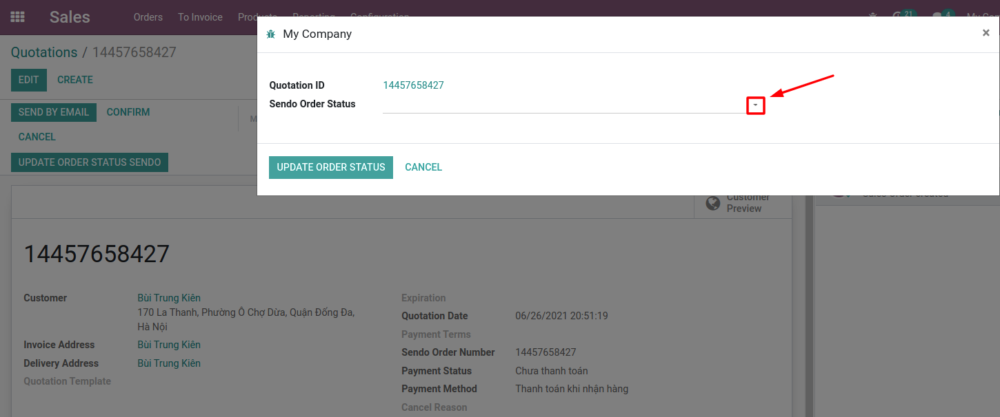 Sales
Orders
To Invoice
Products
Reporting
Configuration
21
4
Quotations / 14457658427
EDIT
CREATE
SEND BY EMAIL
CONFIRM
CANCEL
UPDATE ORDER STATUS SENDO
My Company
×
Quotation ID 14457658427
Sendo Order Status
UPDATE ORDER STATUS
CANCEL
Customer
Preview
Sales Order created
14457658427
Customer Bùi Trung Kiên
170 La Thanh, Phường Ô Chợ Dừa, Quận Đống Đa,
Hà Nội
Invoice Address Bùi Trung Kiên
Delivery Address Bùi Trung Kiên
Quotation Template
Expiration
Quotation Date 06/26/2021 20:51:19
Payment Terms
Sendo Order Number 14457658427
Payment Status Chưa thanh toán
Payment Method Thanh toán khi nhận hàng
Cancel Reason